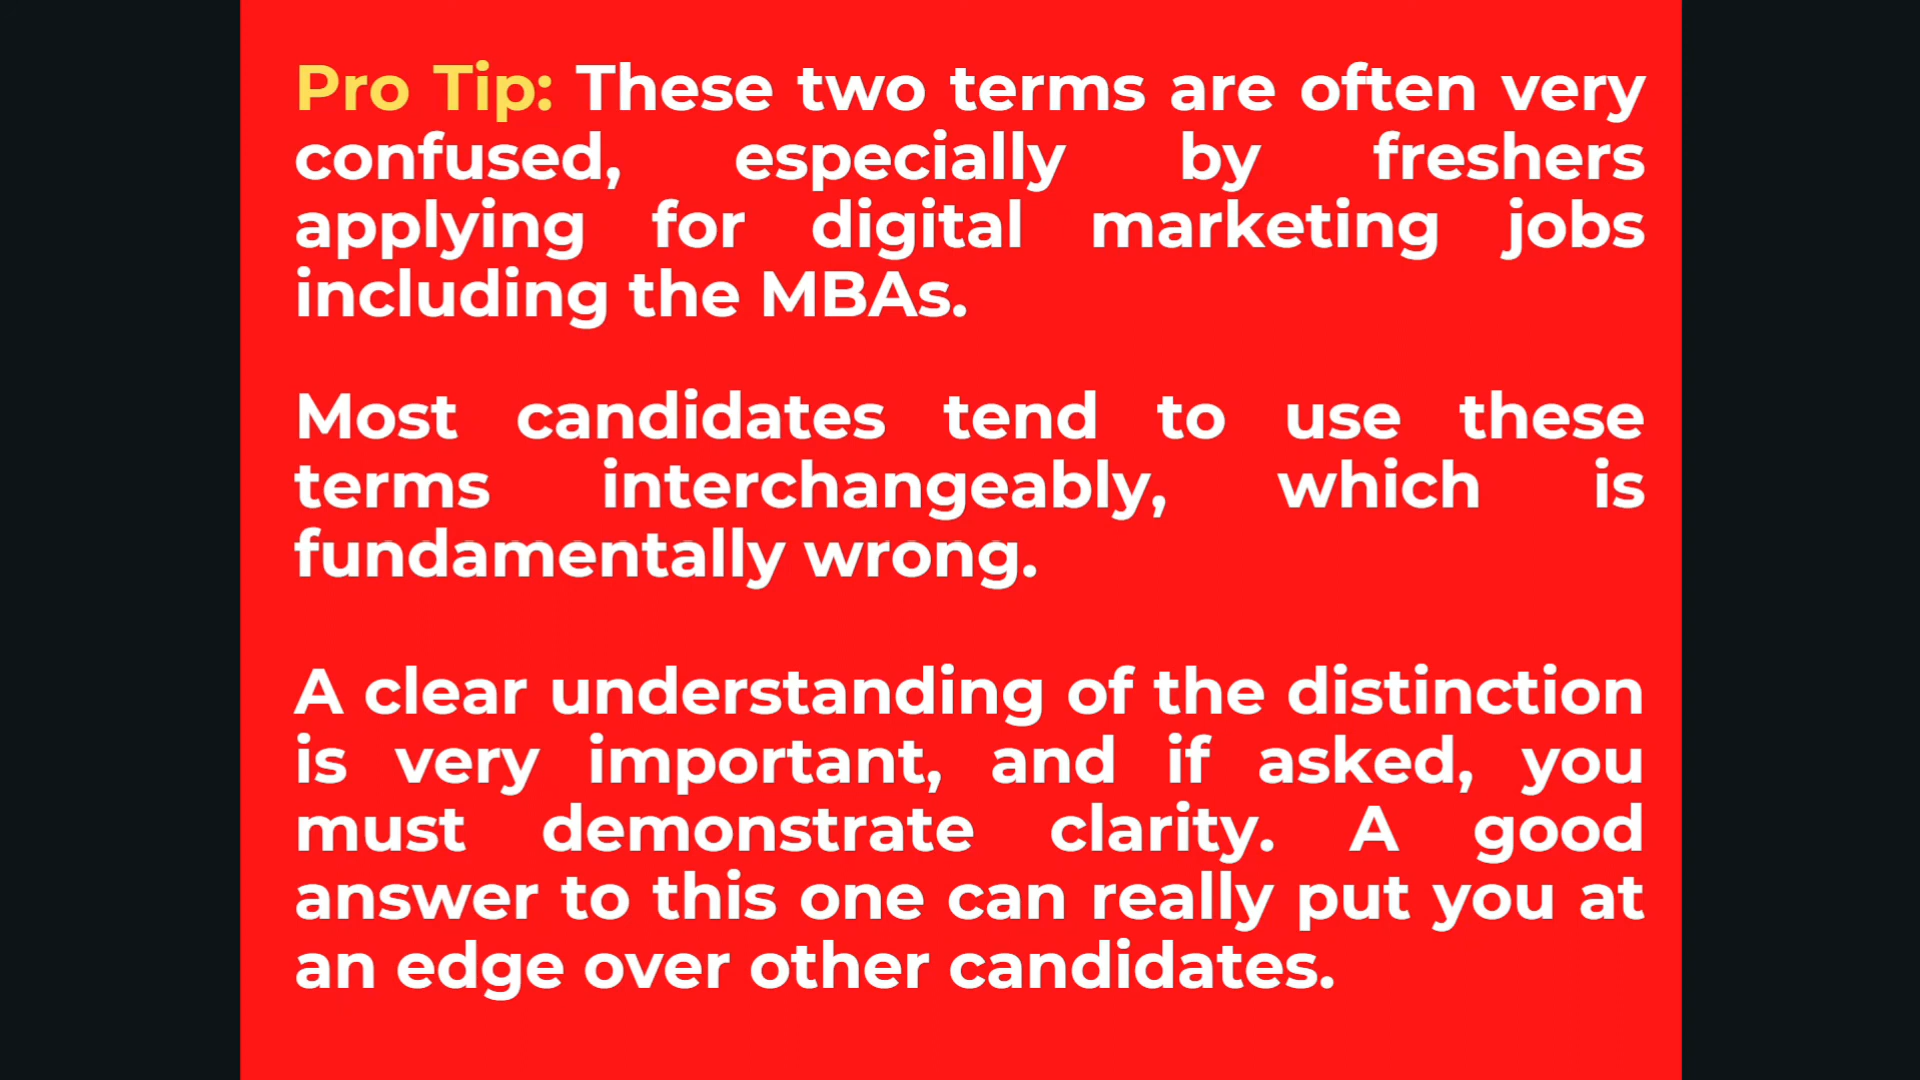 Pro Tip: These two terms are often very
confused, especially by freshers
applying for digital marketing jobs
including the MBAs.
Most candidates tend to use these
terms interchangeably, which is
fundamentally wrong.
A clear understanding of the distinction
is very important, and if asked, you
must demonstrate clarity. A good
answer to this one can really put you at
an edge over other candidates.